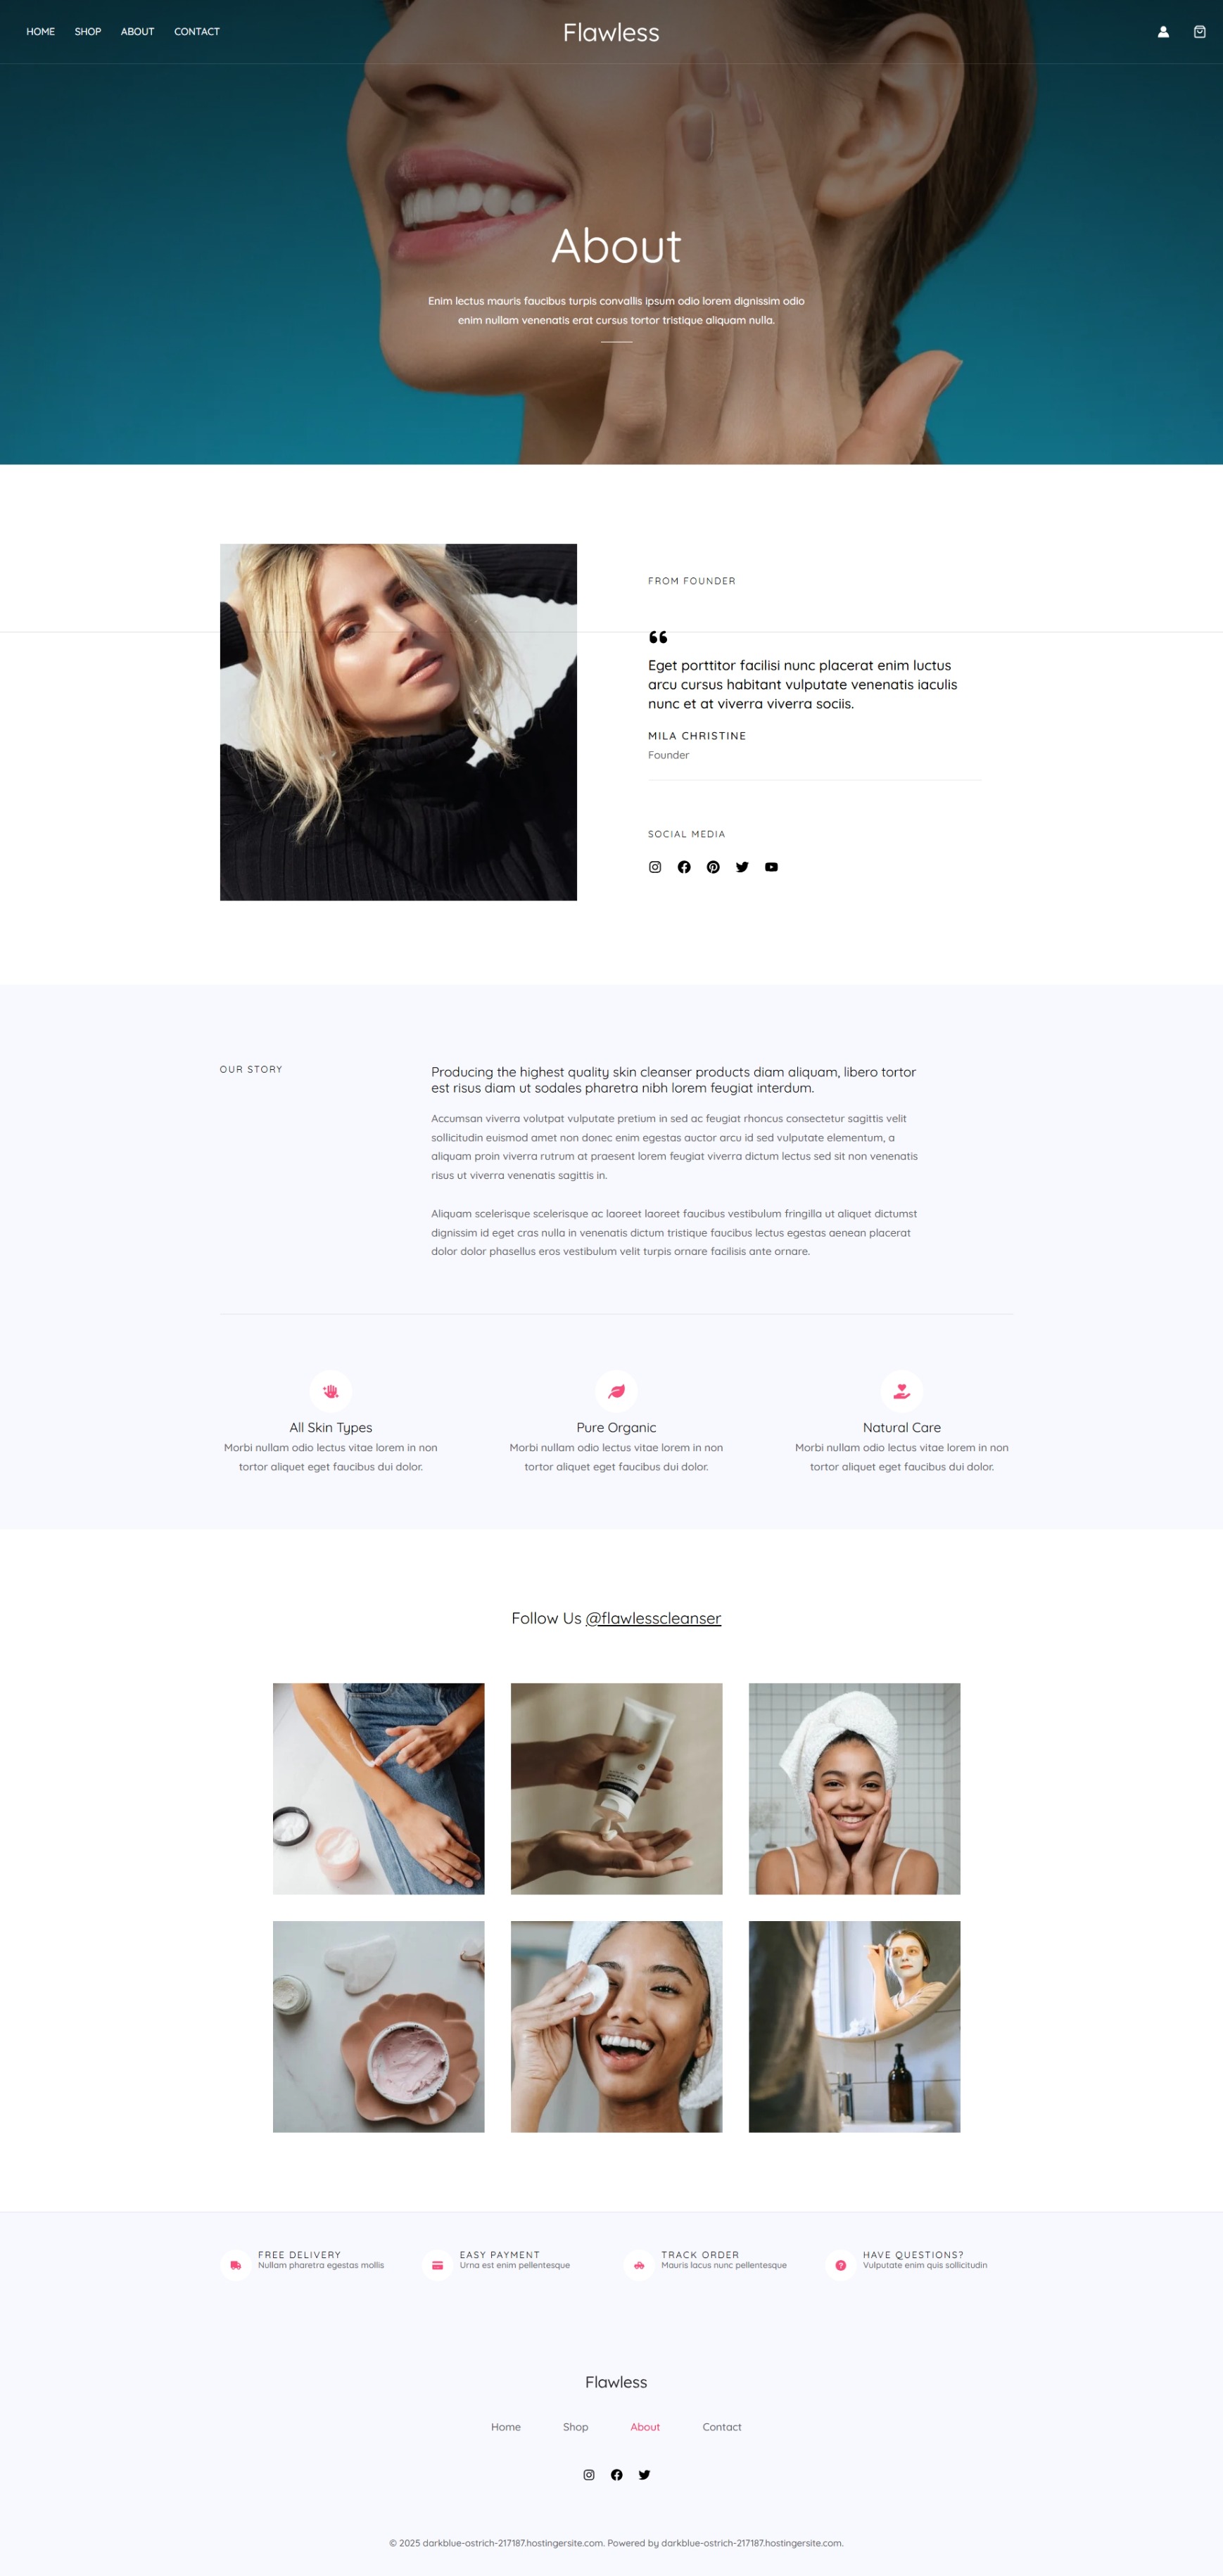 HOME SHOP ABOUT CONTACT
Flawless
About
Enim lectus mauris faucibus turpis convallis ipsum odio lorem dignissim odio
enim nullam venenatis erat cursus tortor tristique aliquam nulla.
FROM FOUNDER
Eget porttitor facilisi nunc placerat enim luctus
arcu cursus habitant vulputate venenatis iaculis
nunc et at viverra viverra sociis.
MILA CHRISTINE
Founder
SOCIAL MEDIA
OUR STORY
Producing the highest quality skin cleanser products diam aliquam, libero tortor
est risus diam ut sodales pharetra nibh lorem feugiat interdum.
Accumsan viverra volutpat vulputate pretium in sed ac feugiat rhoncus consectetur sagittis velit
sollicitudin euismod amet non donec enim egestas auctor arcu id sed vulputate elementum, a
aliquam proin viverra rutrum at praesent lorem feugiat viverra dictum lectus sed sit non venenatis
risus ut viverra venenatis sagittis in.
Aliquam scelerisque scelerisque ac laoreet laoreet faucibus vestibulum fringilla ut aliquet dictumst
dignissim id eget cras nulla in venenatis dictum tristique faucibus lectus egestas aenean placerat
dolor dolor phasellus eros vestibulum velit turpis ornare facilisis ante ornare.
All Skin Types
Morbi nullam odio lectus vitae lorem in non
tortor aliquet eget faucibus dui dolor.
Pure Organic
Morbi nullam odio lectus vitae lorem in non
tortor aliquet eget faucibus dui dolor.
Natural Care
Morbi nullam odio lectus vitae lorem in non
tortor aliquet eget faucibus dui dolor.
Follow Us @flawlesscleanser
FREE DELIVERY
Nullam pharetra egestas mollis
EASY PAYMENT
Urna est enim pellentesque
TRACK ORDER
Mauris lacus nunc pellentesque
HAVE QUESTIONS?
Vulputate enim quis sollicitudin
Flawless
Home Shop About Contact
© 2025 darkblue-ostrich-217187.hostingersite.com. Powered by darkblue-ostrich-217187.hostingersite.com.